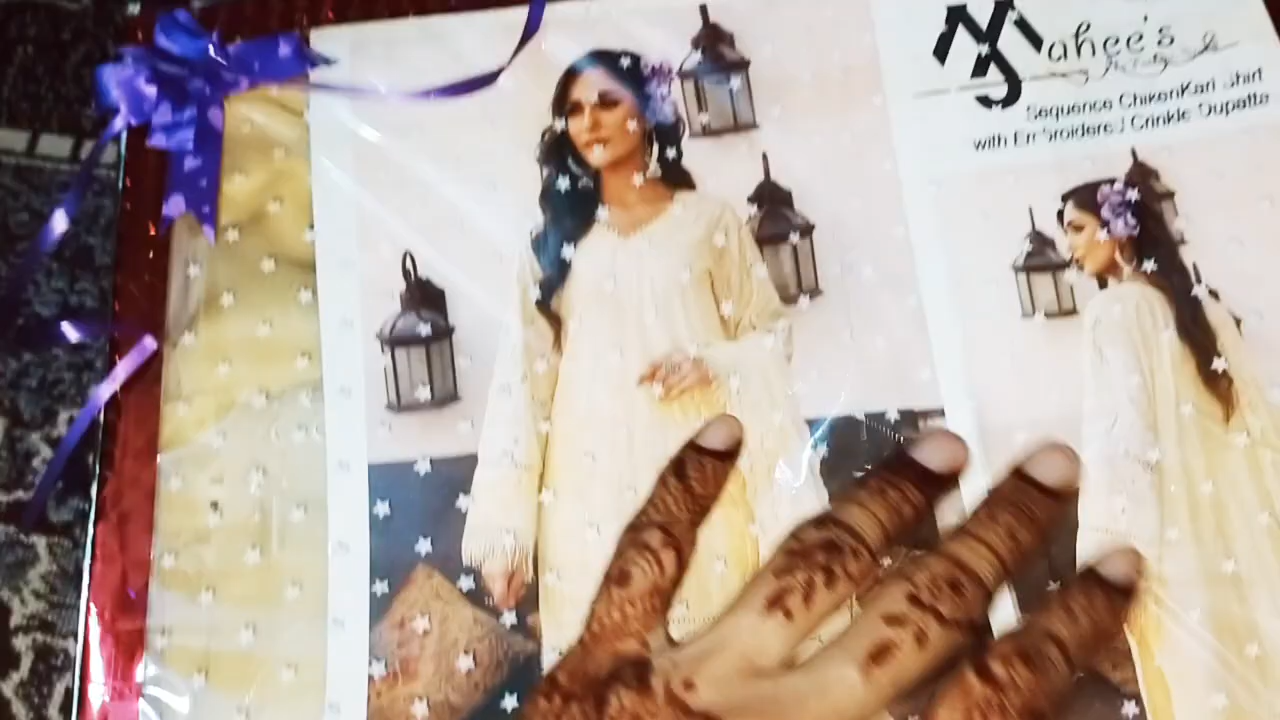 Mahee's
Sequence ChikenKari Shirt
with Embroidered Crinkle Dupatta